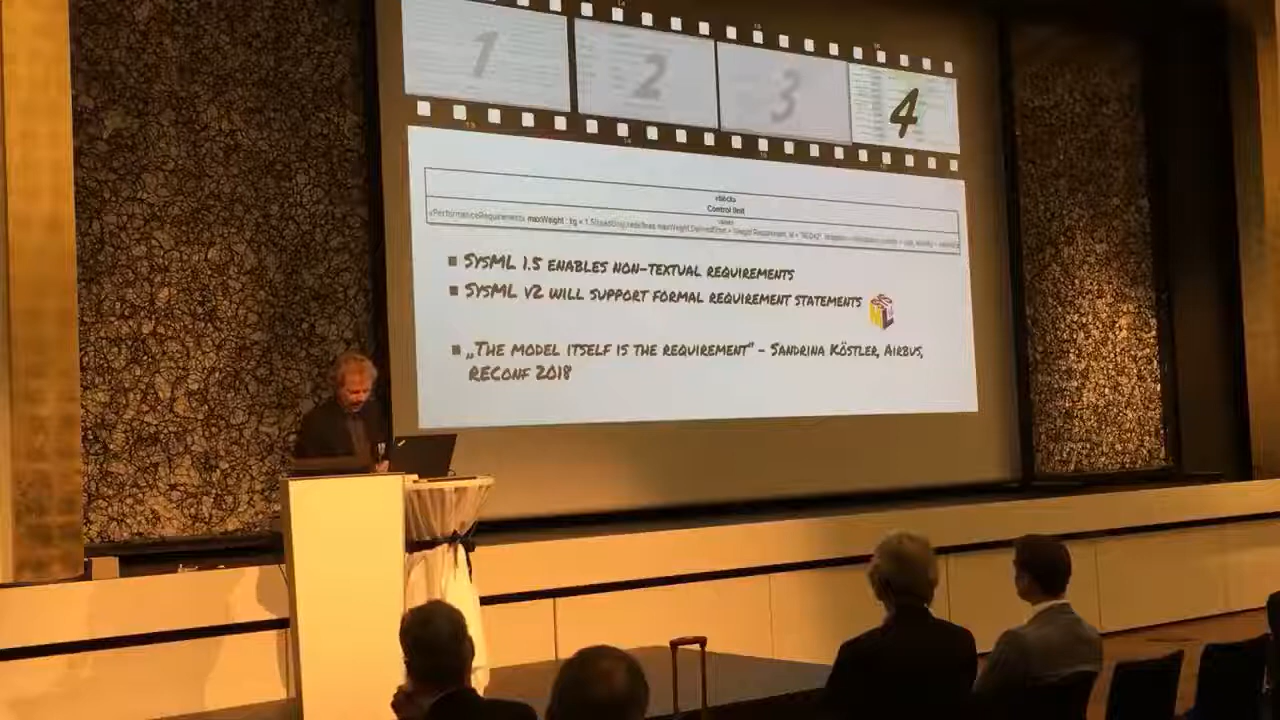 1 2 3 4
«block»
Control Unit
values
SYSML 1.5 ENABLES NON-TEXTUAL REQUIREMENTS
SYSML V2 WILL SUPPORT FORMAL REQUIREMENT STATEMENTS
„THE MODEL ITSELF IS THE REQUIREMENT" - SANDRINA KÖSTLER, AIRBUS,
RECONF 2018